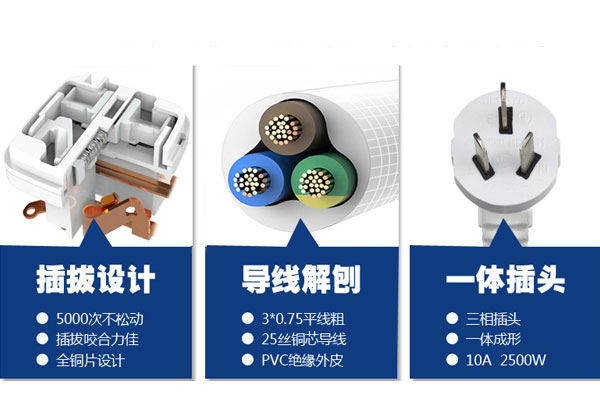 插拔设计
5000次不松动
插拔咬合力佳
全铜片设计
导线解刨
3*0.75平线粗
25丝铜芯导线
PVC绝缘外皮
一体插头
三相插头
一体成形
10A 2500W